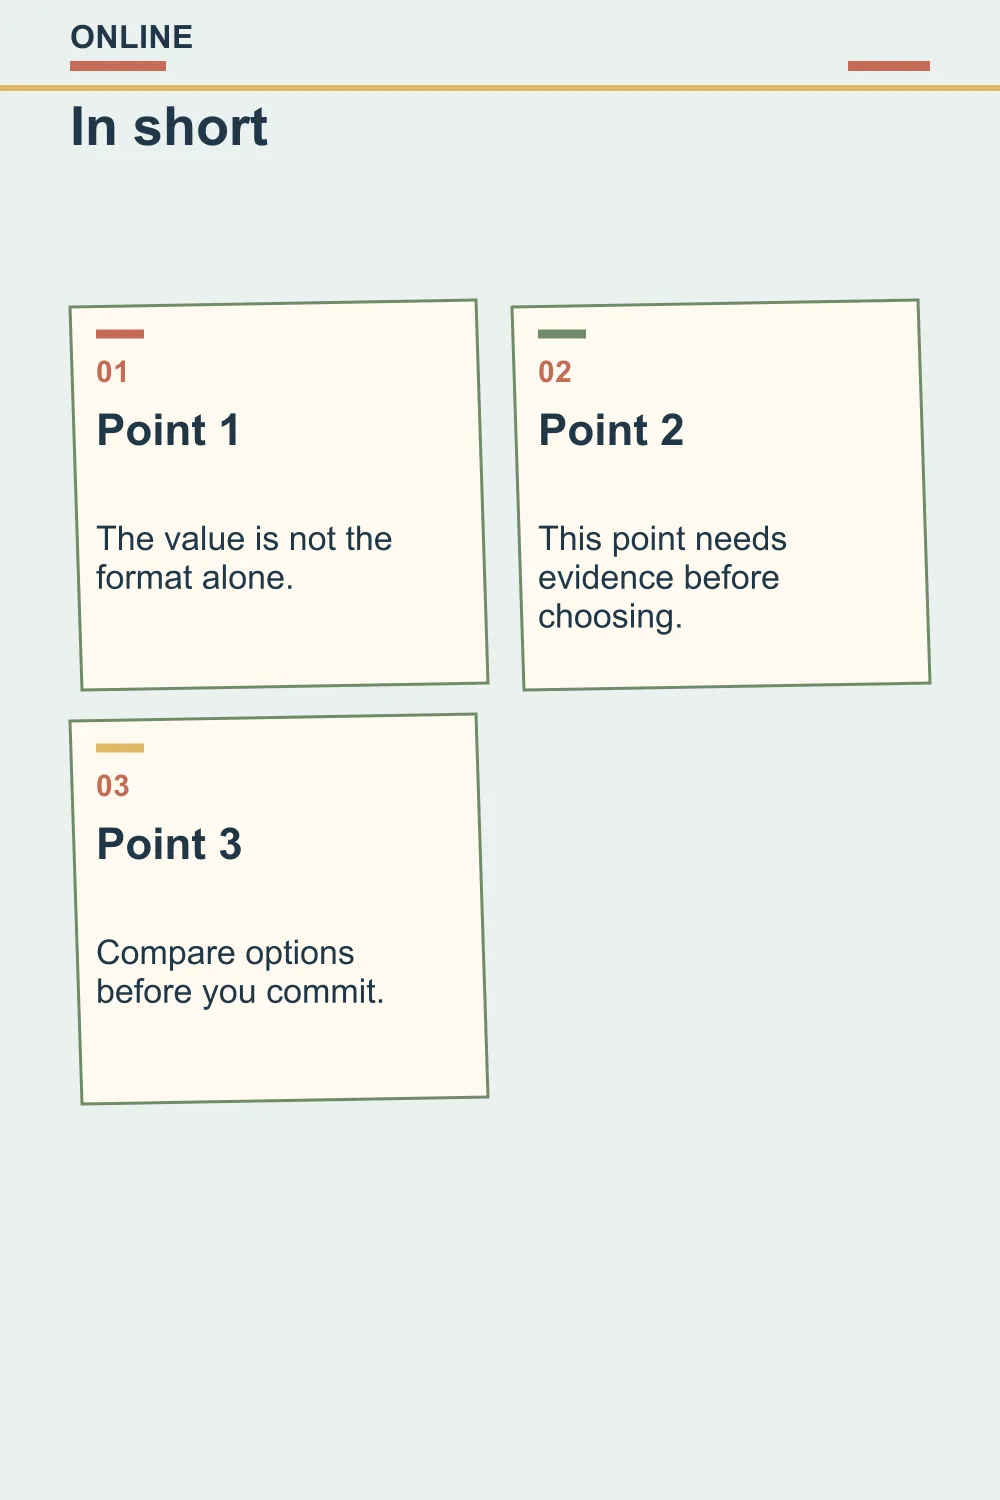 ONLINE
In short
01
Point 1
The value is not the
format alone.
02
Point 2
This point needs
evidence before
choosing.
03
Point 3
Compare options
before you commit.